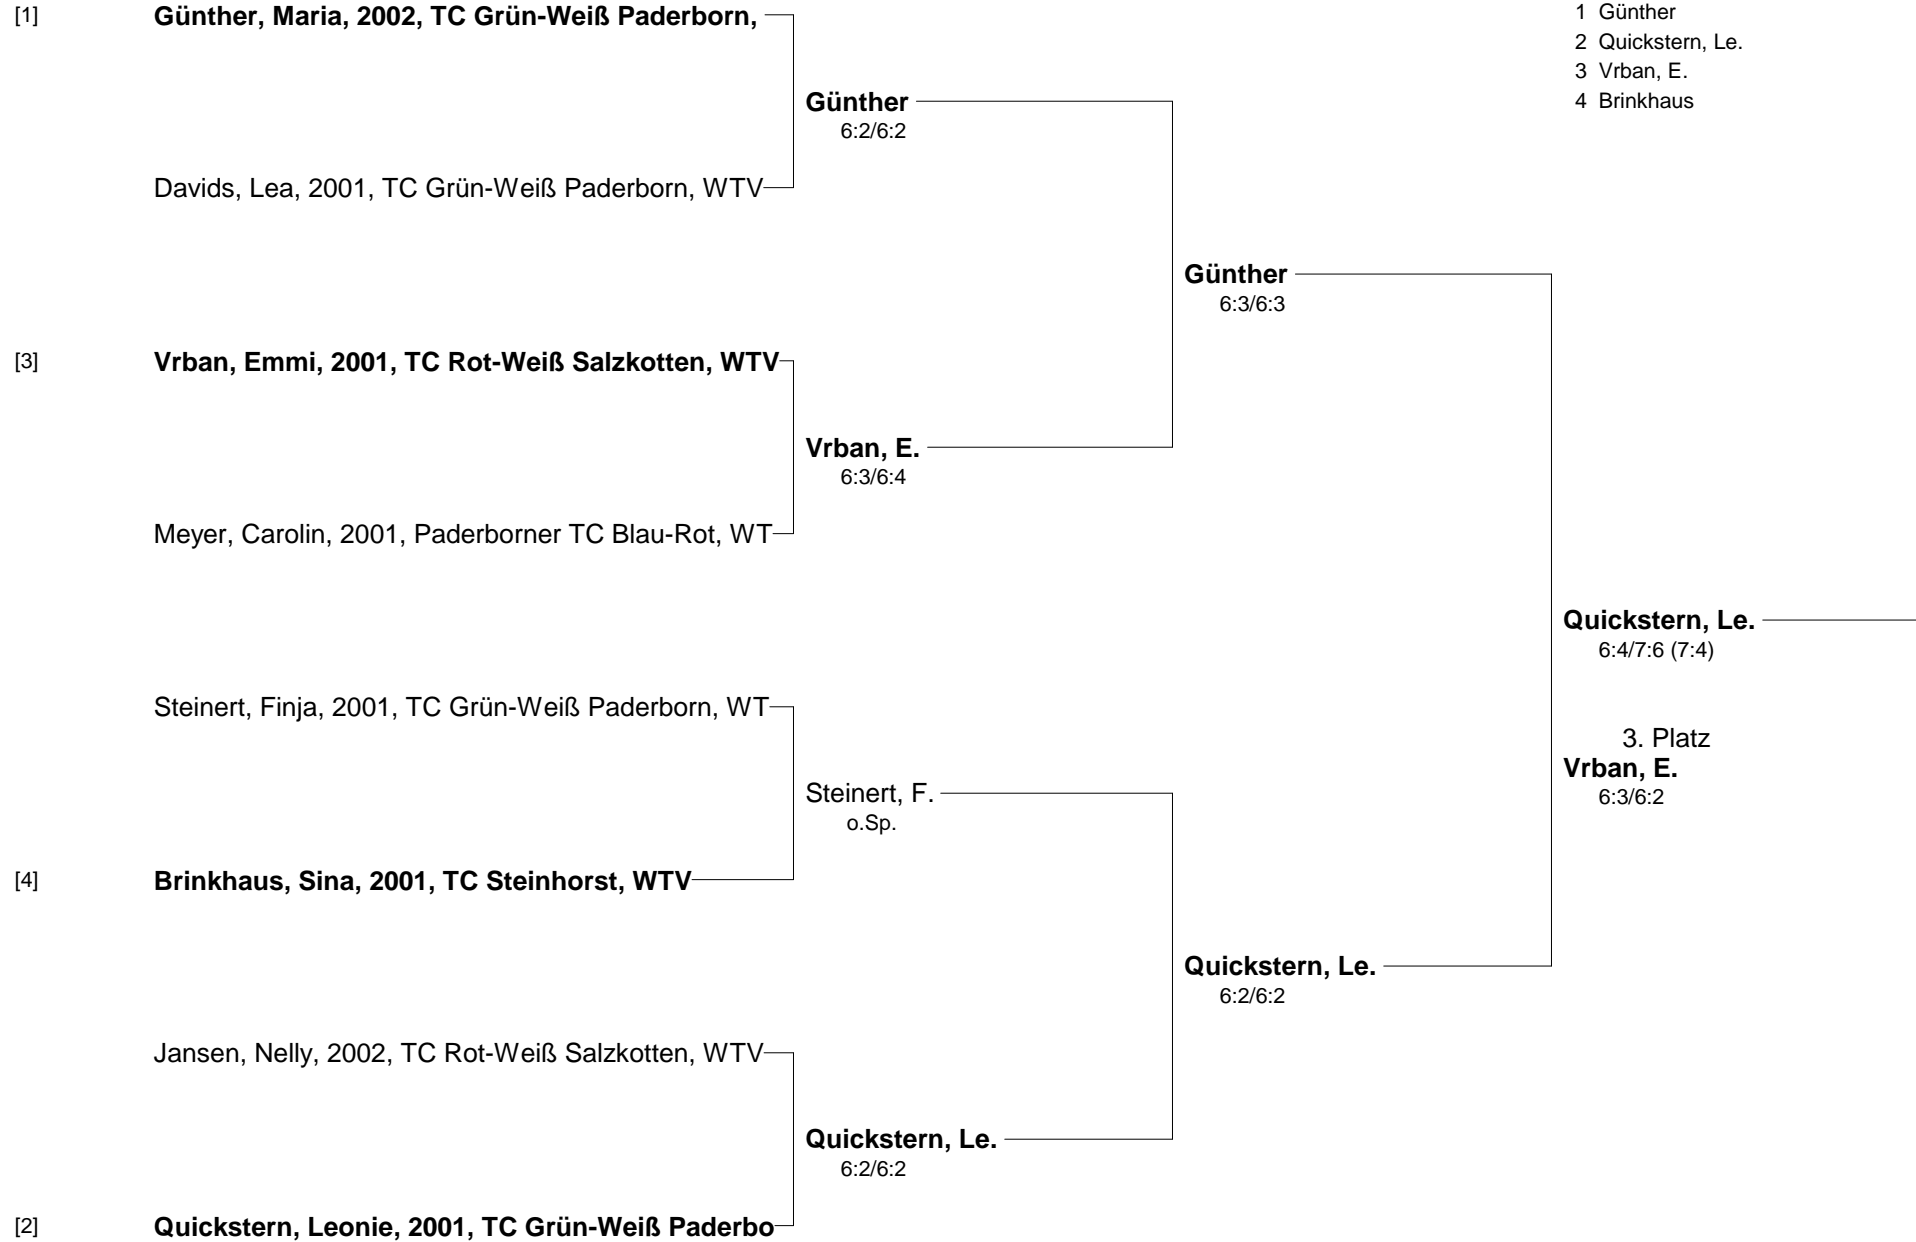 [1] Günther, Maria, 2002, TC Grün-Weiß Paderborn,
1 Günther
2 Quickstern, Le.
3 Vrban, E.
4 Brinkhaus
Günther
6:2/6:2
Davids, Lea, 2001, TC Grün-Weiß Paderborn, WTV
Günther
6:3/6:3
[3] Vrban, Emmi, 2001, TC Rot-Weiß Salzkotten, WTV
Vrban, E.
6:3/6:4
Meyer, Carolin, 2001, Paderborner TC Blau-Rot, WT
Quickstern, Le.
6:4/7:6 (7:4)
Steinert, Finja, 2001, TC Grün-Weiß Paderborn, WT
3. Platz
Vrban, E.
6:3/6:2
Steinert, F.
o.Sp.
[4] Brinkhaus, Sina, 2001, TC Steinhorst, WTV
Quickstern, Le.
6:2/6:2
Jansen, Nelly, 2002, TC Rot-Weiß Salzkotten, WTV
Quickstern, Le.
6:2/6:2
[2] Quickstern, Leonie, 2001, TC Grün-Weiß Paderbo